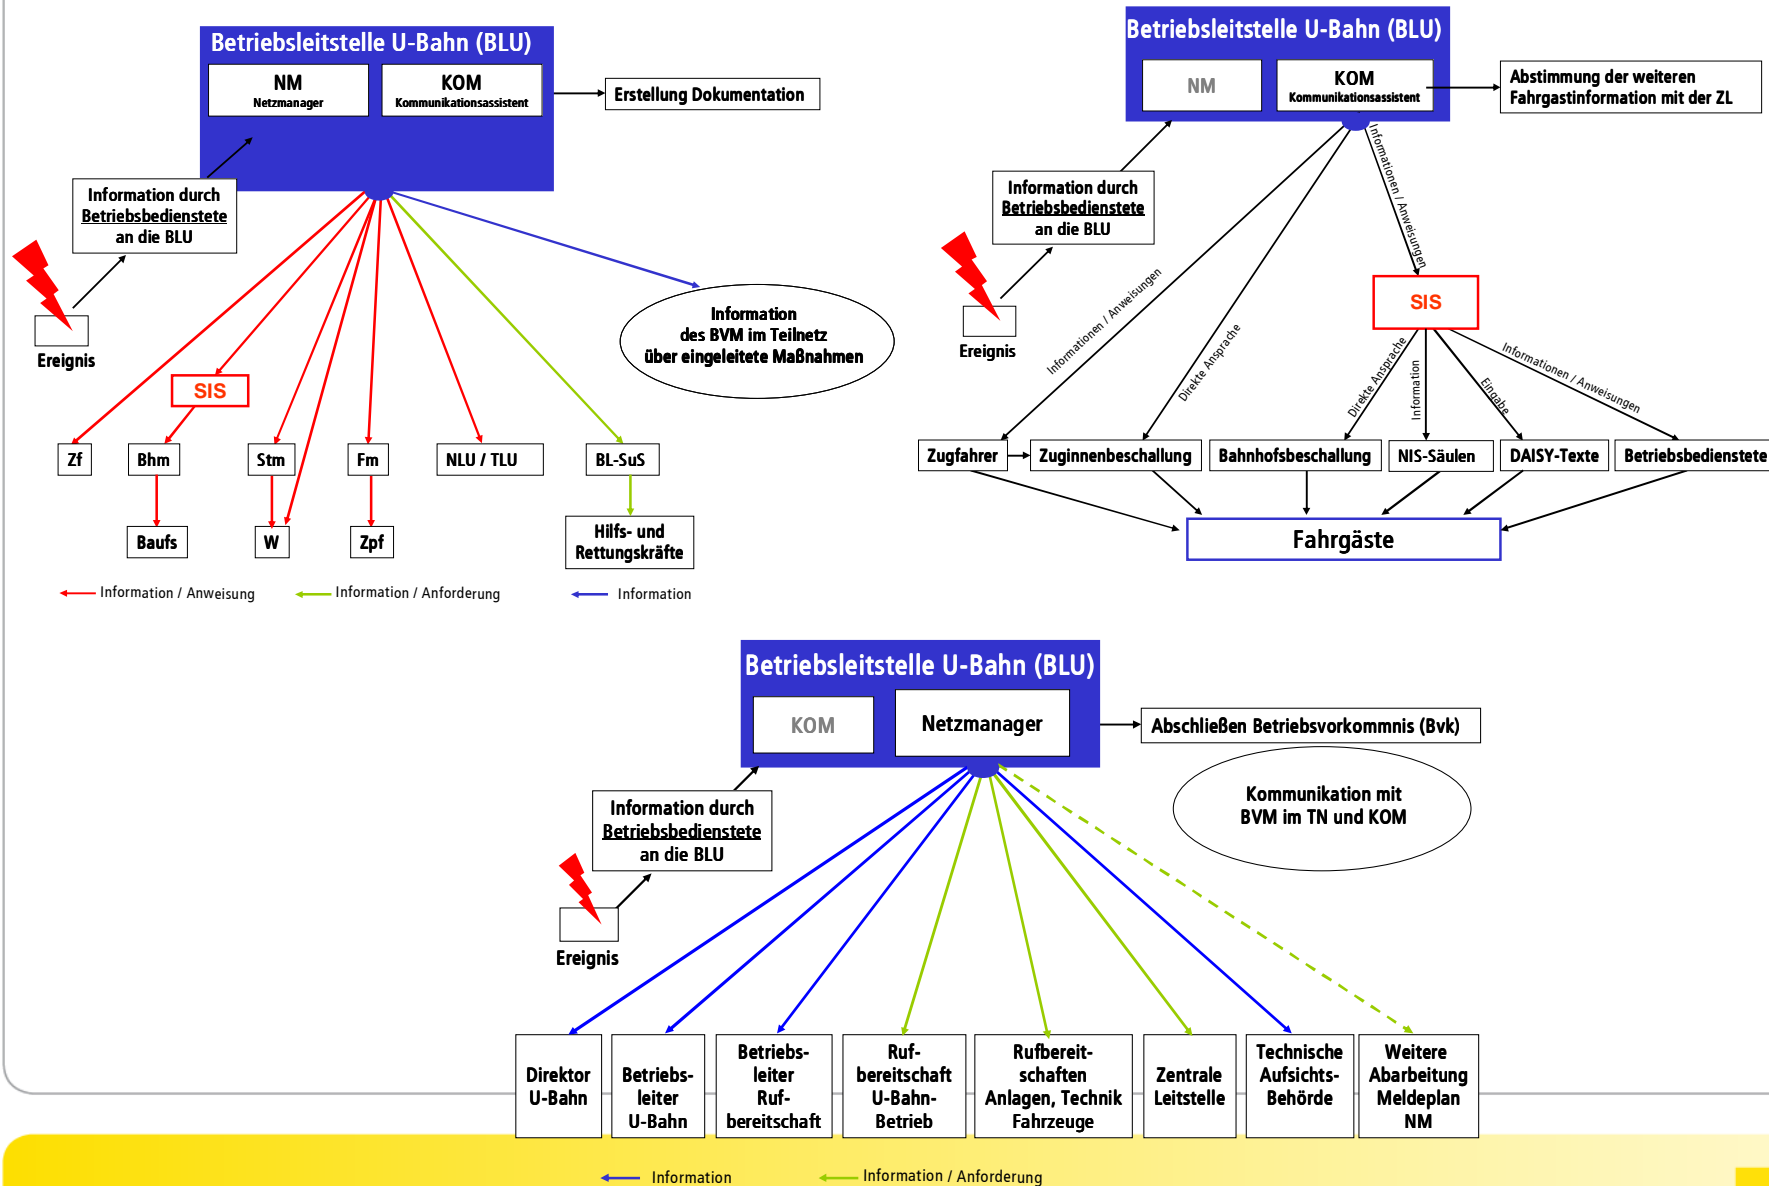 Betriebsleitstelle U-Bahn (BLU)
NM
Netzmanager
KOM
Kommunikationsassistent
Erstellung Dokumentation
Information durch
Betriebsbedienstete
an die BLU
Ereignis
Information
des BVM im Teilnetz
über eingeleitete Maßnahmen
SIS
Zf
Bhm
Stm
Fm
NLU / TLU
BL-SuS
Baufs
W
Zpf
Hilfs- und
Rettungskräfte
Information / Anweisung
Information / Anforderung
Information
Betriebsleitstelle U-Bahn (BLU)
NM
KOM
Kommunikationsassistent
Abstimmung der weiteren
Fahrgastinformation mit der ZL
Information durch
Betriebsbedienstete
an die BLU
Ereignis
Informationen / Anweisungen
Direkte Ansprache
Informationen / Anweisungen
SIS
Direkte Ansprache
Information
Eingabe
Informationen / Anweisungen
Zugfahrer
Zuginnenbeschallung
Bahnhofsbeschallung
NIS-Säulen
DAISY-Texte
Betriebsbedienstete
Fahrgäste
Betriebsleitstelle U-Bahn (BLU)
KOM
Netzmanager
Abschließen Betriebsvorkommnis (Bvk)
Kommunikation mit
BVM im TN und KOM
Information durch
Betriebsbedienstete
an die BLU
Ereignis
Direktor
U-Bahn
Betriebs-
leiter
U-Bahn
Betriebs-
leiter
Ruf-
bereitschaft
Ruf-
bereitschaft
U-Bahn-
Betrieb
Rufbereit-
schaften
Anlagen, Technik
Fahrzeuge
Zentrale
Leitstelle
Technische
Aufsichts-
Behörde
Weitere
Abarbeitung
Meldeplan
NM
Information
Information / Anforderung